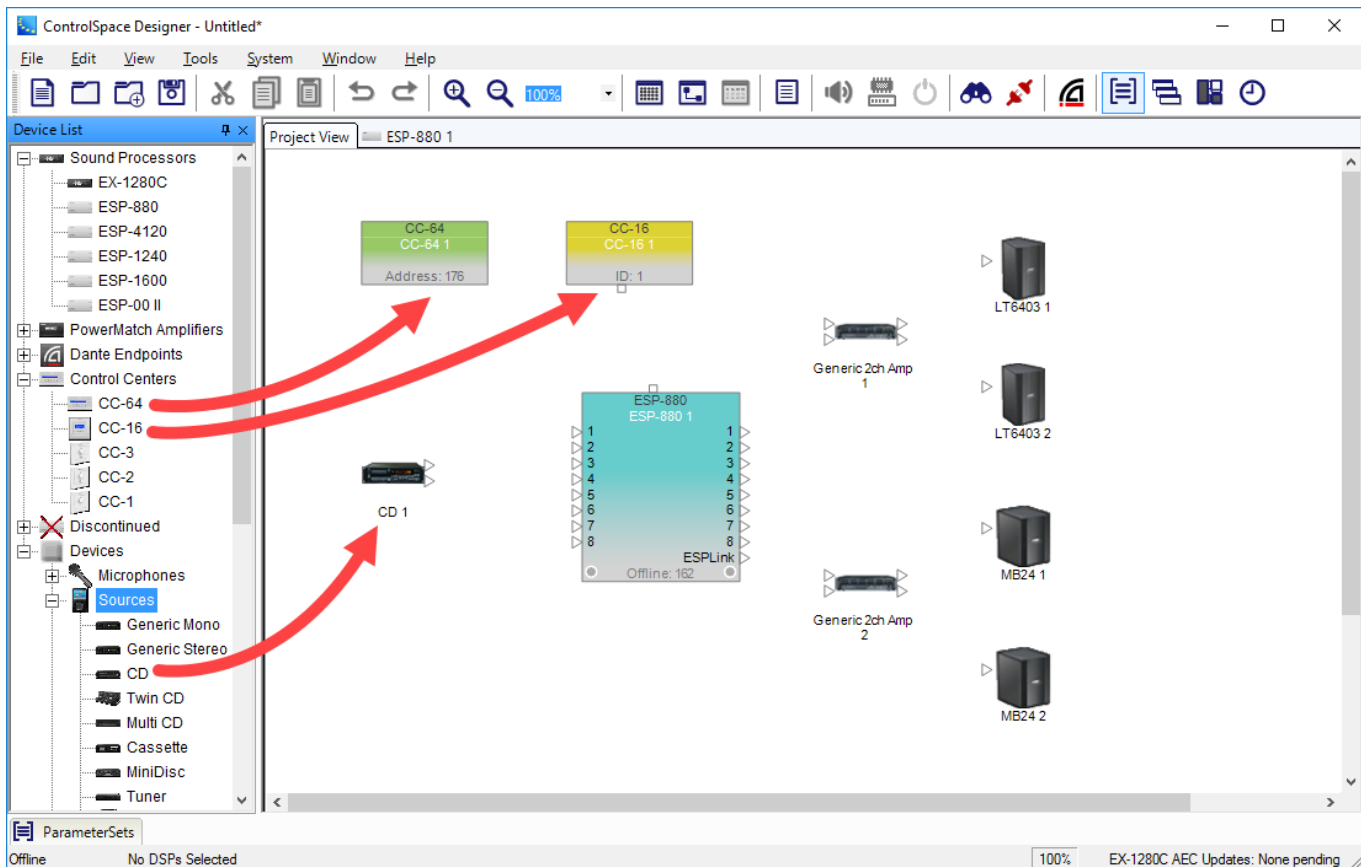 ControlSpace Designer - Untitled*
File Edit View Tools System Window Help
100%
Device List
Project View ESP-880 1
Sound Processors
EX-1280C
ESP-880
ESP-4120
ESP-1240
ESP-1600
ESP-00 II
PowerMatch Amplifiers
Dante Endpoints
Control Centers
CC-64
CC-16
CC-3
CC-2
CC-1
Discontinued
Devices
Microphones
Sources
Generic Mono
Generic Stereo
CD
Twin CD
Multi CD
Cassette
MiniDisc
Tuner
CC-64
CC-64 1
Address: 176
CC-16
CC-16 1
ID: 1
CD 1
ESP-880
ESP-880 1
1 1
2 2
3 3
4 4
5 5
6 6
7 7
8 8
ESPLink
Offline: 162
Generic 2ch Amp
1
Generic 2ch Amp
2
LT6403 1
LT6403 2
MB24 1
MB24 2
ParameterSets
Offline No DSPs Selected 100% EX-1280C AEC Updates: None pending